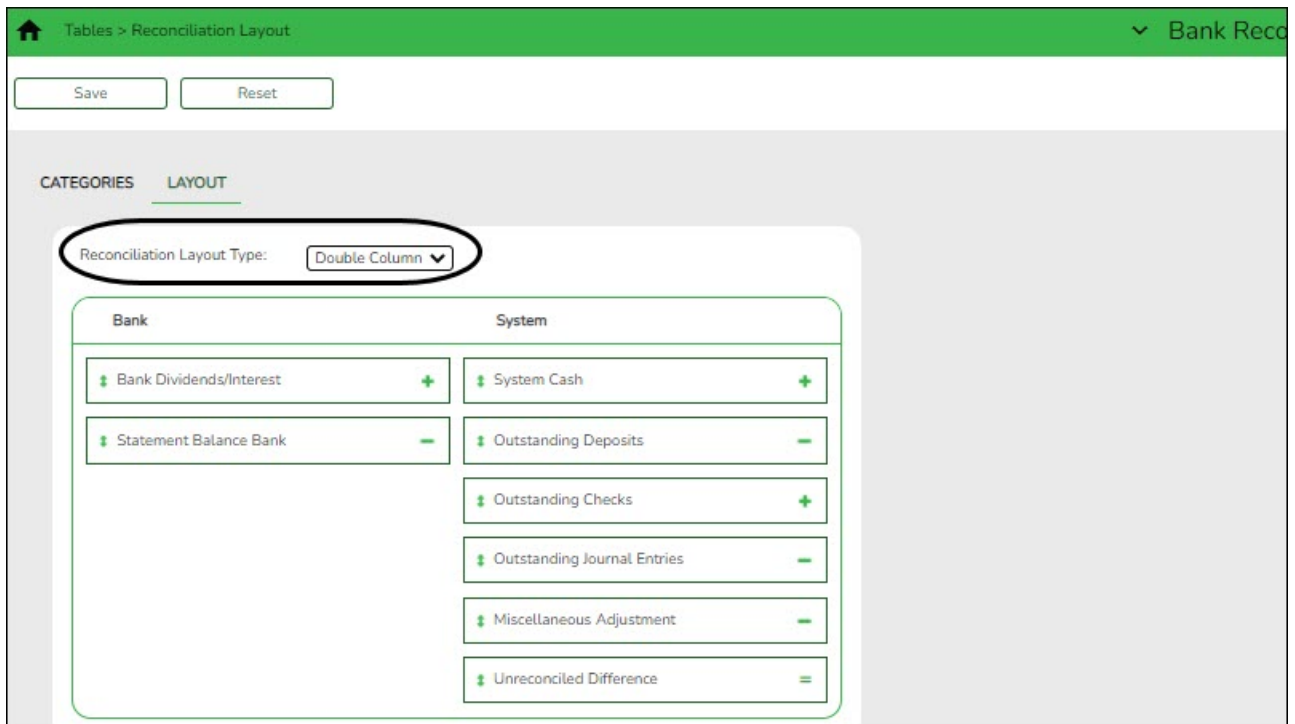 Tables > Reconciliation Layout
Bank Reco
Save Reset
CATEGORIES LAYOUT
Reconciliation Layout Type: Double Column
Bank System
Bank Dividends/Interest + System Cash +
Statement Balance Bank - Outstanding Deposits -
Outstanding Checks +
Outstanding Journal Entries -
Miscellaneous Adjustment -
Unreconciled Difference =